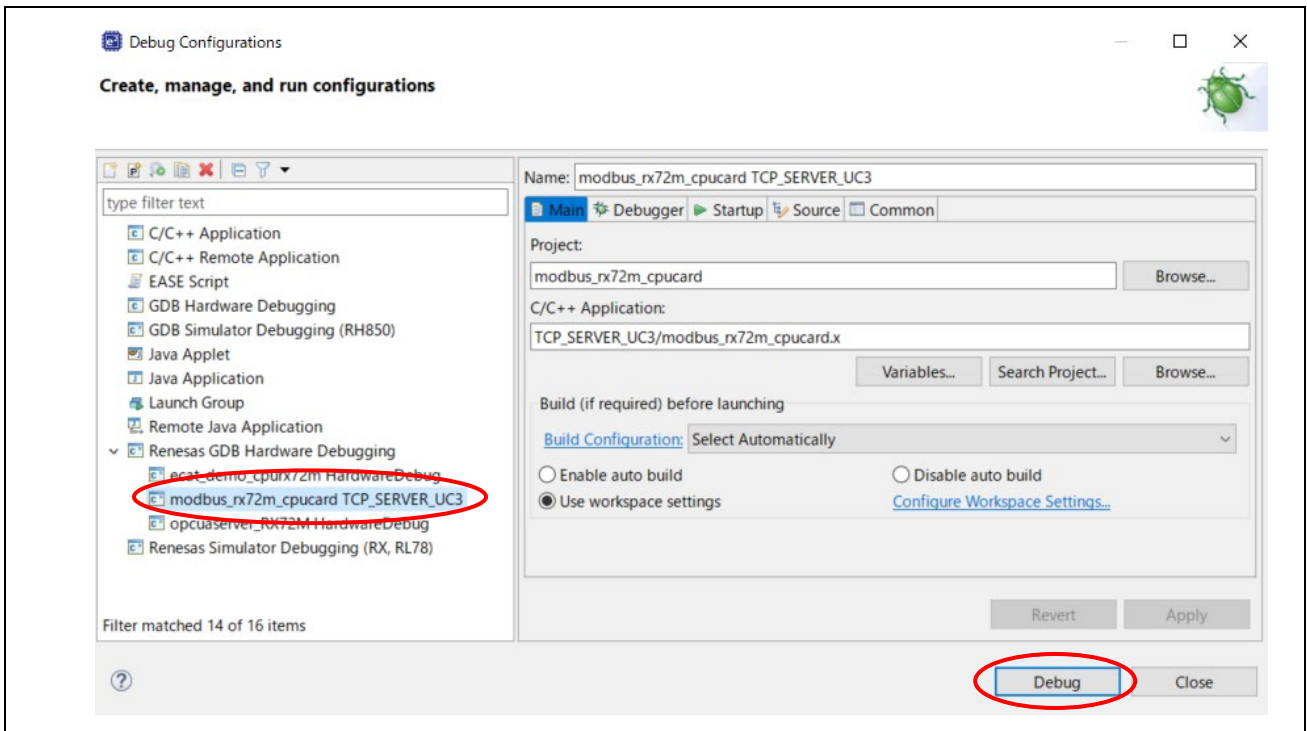 Debug Configurations
Create, manage, and run configurations
type filter text
C/C++ Application
C/C++ Remote Application
EASE Script
GDB Hardware Debugging
GDB Simulator Debugging (RH850)
Java Applet
Java Application
Launch Group
Remote Java Application
Renesas GDB Hardware Debugging
ecat_demo_cpurx72m HardwareDebug
modbus_rx72m_cpucard TCP_SERVER_UC3
opcuaserver_RX72M HardwareDebug
Renesas Simulator Debugging (RX, RL78)
Filter matched 14 of 16 items
Name: modbus_rx72m_cpucard TCP_SERVER_UC3
Main Debugger Startup Source Common
Project:
modbus_rx72m_cpucard Browse...
C/C++ Application:
TCP_SERVER_UC3/modbus_rx72m_cpucard.x
Variables... Search Project... Browse...
Build (if required) before launching
Build Configuration: Select Automatically
Enable auto build Disable auto build
Use workspace settings Configure Workspace Settings...
Revert Apply
Debug Close